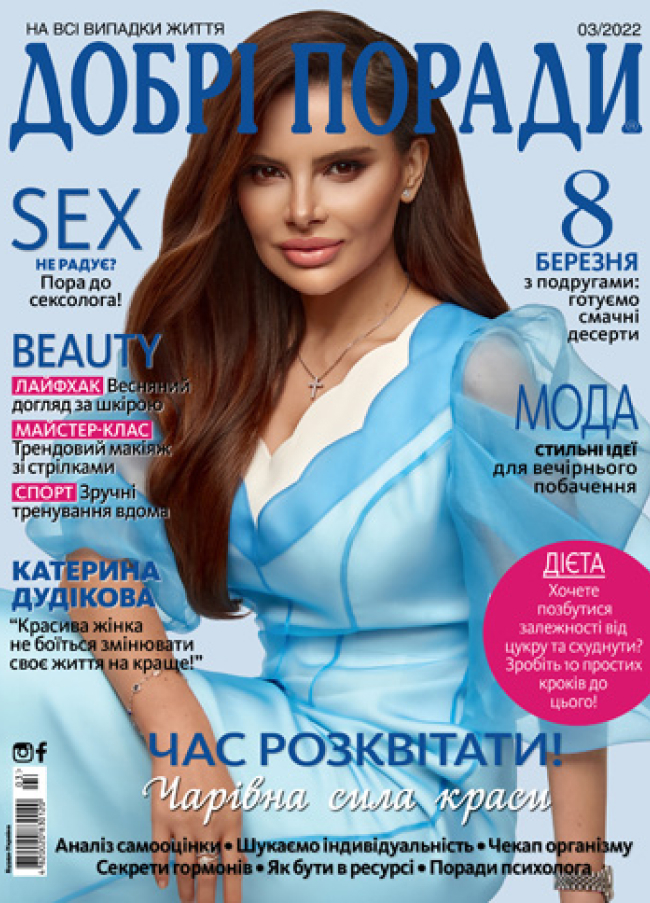 НА ВСІ ВИПАДКИ ЖИТТЯ
03/2022
ДОБРІ ПОРАДИ
SEX
НЕ РАДУЄ?
Пора до
сексолога!
8
БЕРЕЗНЯ
з подругами:
готуємо
смачні
десерти
BEAUTY
ЛАЙФХАК Весняний
догляд за шкірою
МАЙСТЕР-КЛАС
Трендовий макіяж
зі стрілками
СПОРТ Зручні
тренування вдома
МОДА
СТИЛЬНІ ІДЕЇ
для вечірнього
побачення
КАТЕРИНА
ДУДІКОВА
“Красива жінка
не боїться змінювати
своє життя на краще!”
ДІЄТА
Хочете
позбутися
залежності від
цукру та схуднути?
Зробіть 10 простих
кроків до
цього!
ЧАС РОЗКВІТАТИ!
Чарівна сила краси
Аналіз самооцінки • Шукаємо індивідуальність • Чекап організму
Секрети гормонів • Як бути в ресурсі • Поради психолога
03>